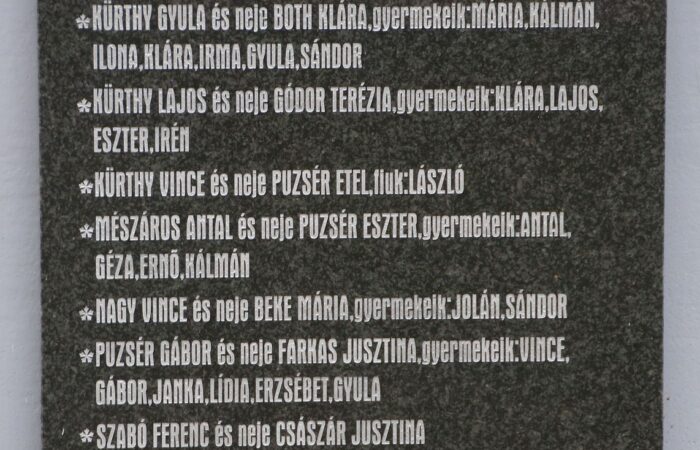 *KÜRTHY GYULA és neje BOTH KLÁRA,gyermekeik:MÁRIA,KÁLMÁN,
ILONA,KLÁRA,IRMA,GYULA,SÁNDOR
*KÜRTHY LAJOS és neje GÓDOR TERÉZIA,gyermekeik:KLÁRA,LAJOS,
ESZTER,IRÉN
*KÜRTHY VINCE és neje PUZSÉR ETEL,fiuk:LÁSZLÓ
*MÉSZÁROS ANTAL és neje PUZSÉR ESZTER,gyermekeik:ANTAL,
GÉZA,ERNŐ,KÁLMÁN
*NAGY VINCE és neje BEKE MÁRIA,gyermekeik:JOLÁN,SÁNDOR
*PUZSÉR GÁBOR és neje FARKAS JUSZTINA,gyermekeik:VINCE,
GÁBOR,JANKA,LÍDIA,ERZSÉBET,GYULA
*SZABÓ FERENC és neje CSÁSZÁR JUSZTINA